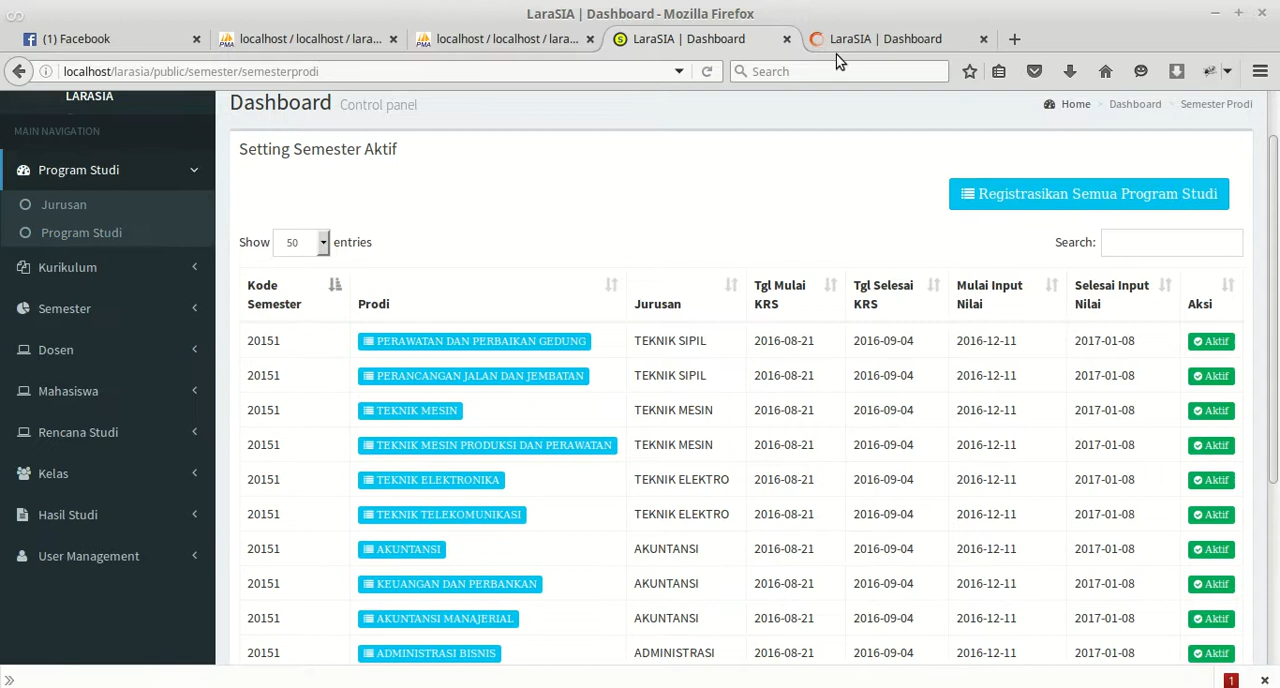 LaraSIA | Dashboard - Mozilla Firefox
(1) Facebook
localhost / localhost / lara...
localhost / localhost / lara...
LaraSIA | Dashboard
LaraSIA | Dashboard
localhost/larasia/public/semester/semesterprodi
Search
LARASIA
MAIN NAVIGATION
Program Studi
Jurusan
Program Studi
Kurikulum
Semester
Dosen
Mahasiswa
Rencana Studi
Kelas
Hasil Studi
User Management
Dashboard Control panel
Home > Dashboard > Semester Prodi
Setting Semester Aktif
Registrasikan Semua Program Studi
Show 50 entries
Search:
Kode Semester Prodi Jurusan Tgl Mulai KRS Tgl Selesai KRS Mulai Input Nilai Selesai Input Nilai Aksi
20151 PERAWATAN DAN PERBAIKAN GEDUNG TEKNIK SIPIL 2016-08-21 2016-09-04 2016-12-11 2017-01-08 Aktif
20151 PERANCANGAN JALAN DAN JEMBATAN TEKNIK SIPIL 2016-08-21 2016-09-04 2016-12-11 2017-01-08 Aktif
20151 TEKNIK MESIN TEKNIK MESIN 2016-08-21 2016-09-04 2016-12-11 2017-01-08 Aktif
20151 TEKNIK MESIN PRODUKSI DAN PERAWATAN TEKNIK MESIN 2016-08-21 2016-09-04 2016-12-11 2017-01-08 Aktif
20151 TEKNIK ELEKTRONIKA TEKNIK ELEKTRO 2016-08-21 2016-09-04 2016-12-11 2017-01-08 Aktif
20151 TEKNIK TELEKOMUNIKASI TEKNIK ELEKTRO 2016-08-21 2016-09-04 2016-12-11 2017-01-08 Aktif
20151 AKUNTANSI AKUNTANSI 2016-08-21 2016-09-04 2016-12-11 2017-01-08 Aktif
20151 KEUANGAN DAN PERBANKAN AKUNTANSI 2016-08-21 2016-09-04 2016-12-11 2017-01-08 Aktif
20151 AKUNTANSI MANAJERIAL AKUNTANSI 2016-08-21 2016-09-04 2016-12-11 2017-01-08 Aktif
20151 ADMINISTRASI BISNIS ADMINISTRASI 2016-08-21 2016-09-04 2016-12-11 2017-01-08 Aktif
1